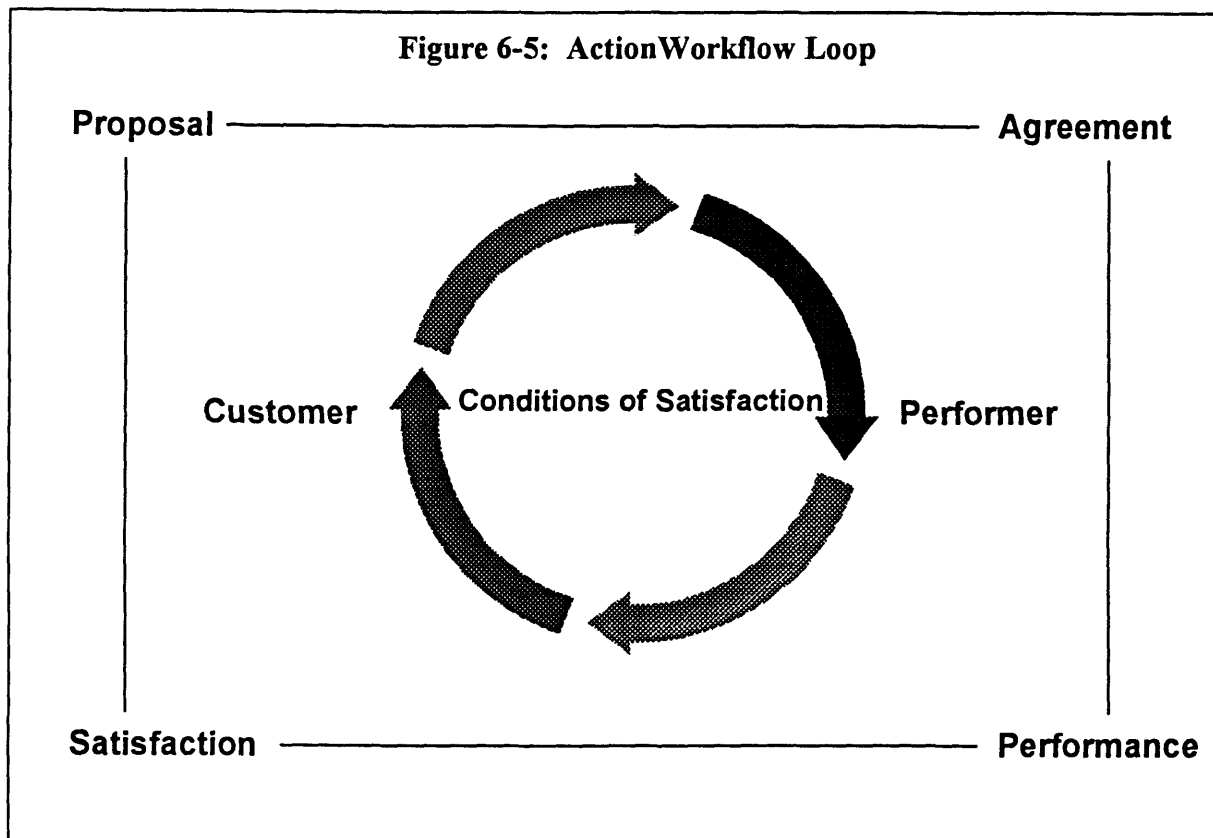 Figure 6-5: ActionWorkflow Loop
Proposal
Agreement
Customer
Conditions of Satisfaction
Performer
Satisfaction
Performance